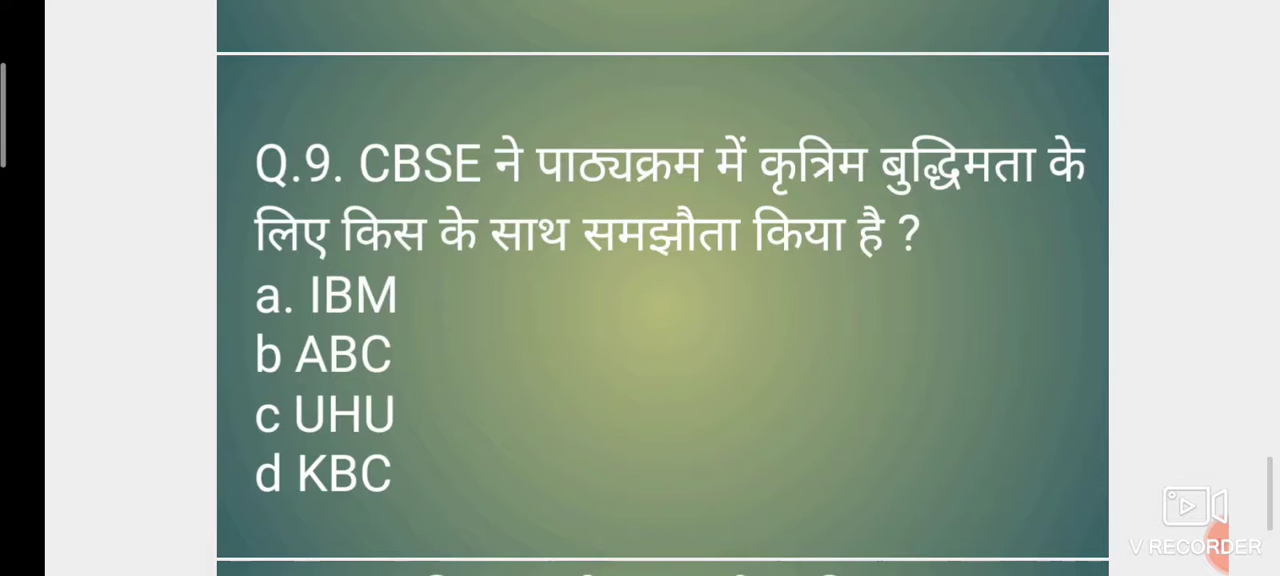 Q.9. CBSE ने पाठ्यक्रम में कृत्रिम बुद्धिमता के
लिए किस के साथ समझौता किया है ?
a. IBM
b ABC
c UHU
d KBC
V RECORDER